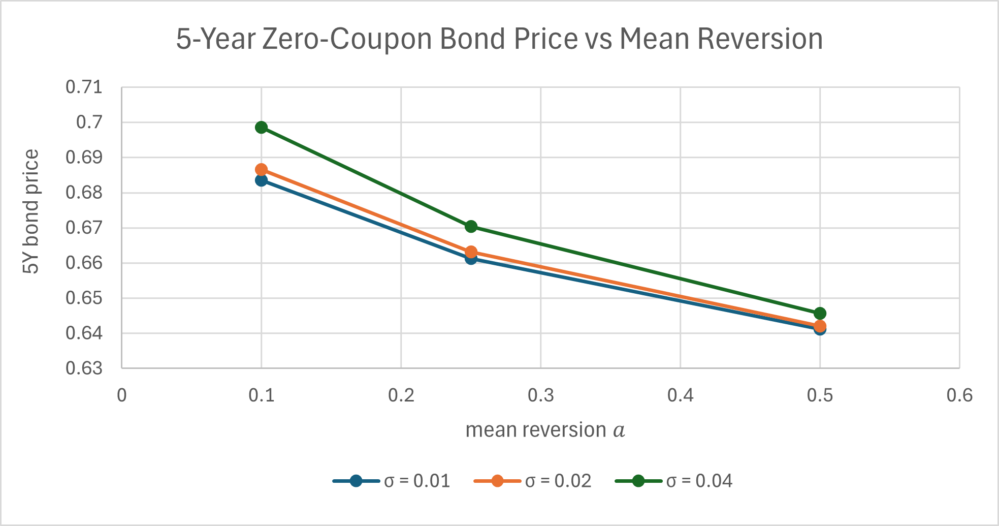 5-Year Zero-Coupon Bond Price vs Mean Reversion
0.71
0.7
0.69
0.68
0.67
0.66
0.65
0.64
0.63
5Y bond price
0 0.1 0.2 0.3 0.4 0.5 0.6
mean reversion 𝑎
σ = 0.01 σ = 0.02 σ = 0.04